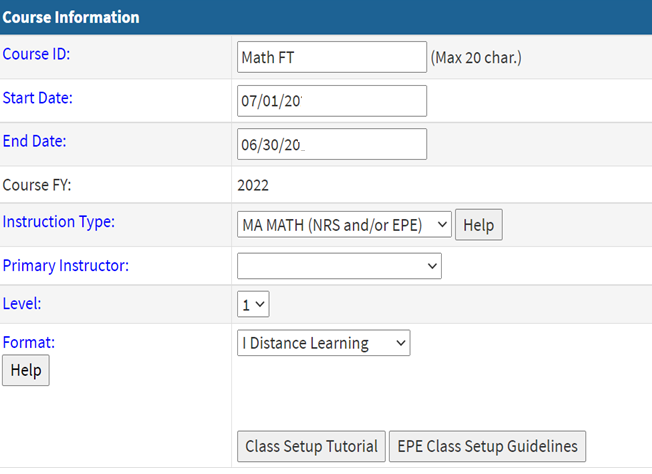 Course Information
Course ID: Math FT (Max 20 char.)
Start Date: 07/01/20
End Date: 06/30/20
Course FY: 2022
Instruction Type: MA MATH (NRS and/or EPE) Help
Primary Instructor:
Level: 1
Format: I Distance Learning
Help
Class Setup Tutorial EPE Class Setup Guidelines